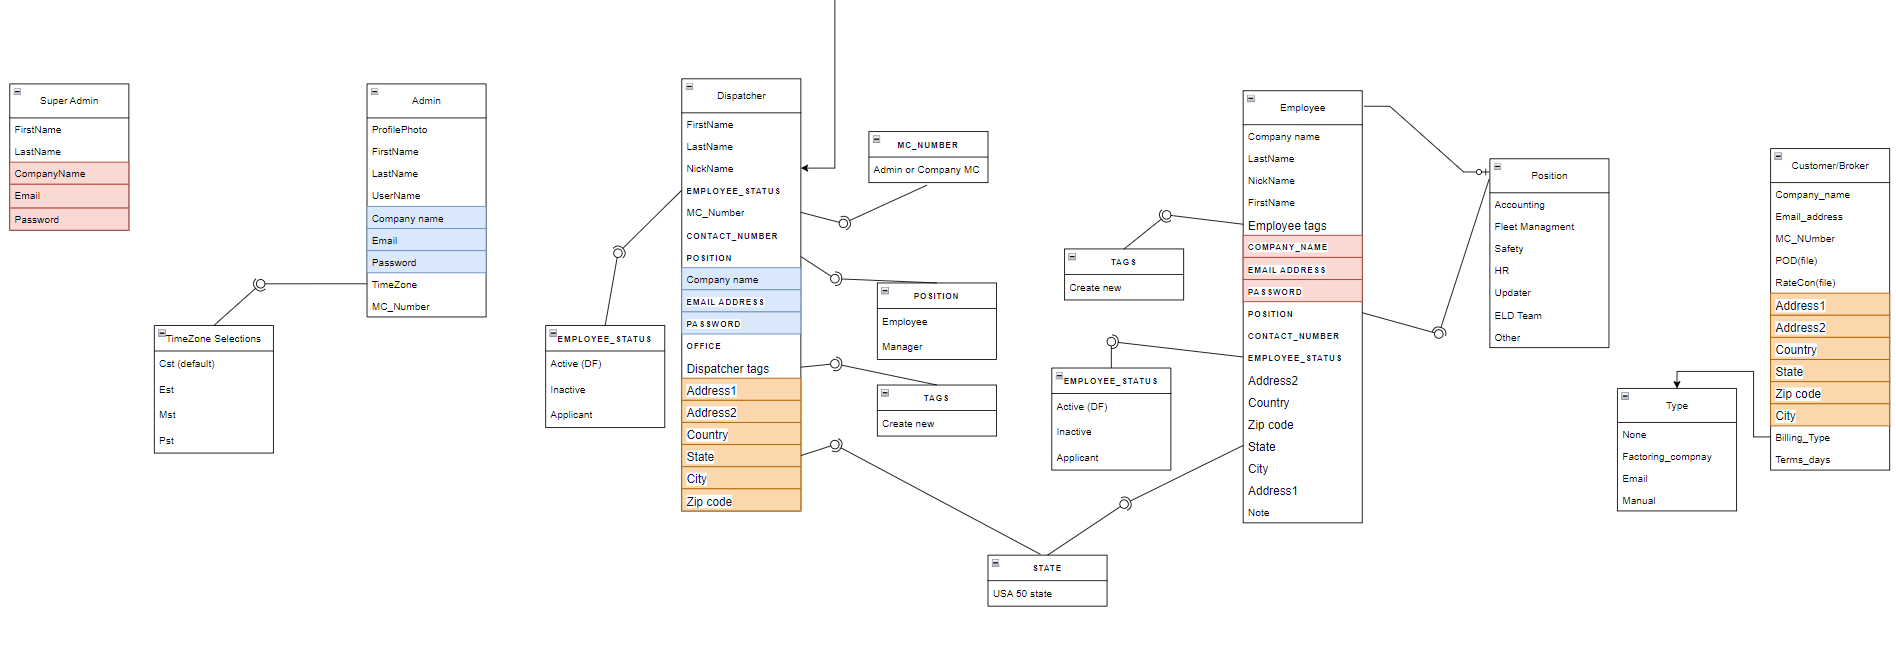 Super Admin
FirstName
LastName
CompanyName
Email
Password
Admin
ProfilePhoto
FirstName
LastName
UserName
Company name
Email
Password
TimeZone
MC_Number
TimeZone Selections
Cst (default)
Est
Mst
Pst
EMPLOYEE_STATUS
Active (DF)
Inactive
Applicant
Dispatcher
FirstName
LastName
NickName
EMPLOYEE_STATUS
MC_Number
CONTACT_NUMBER
POSITION
Company name
EMAIL ADDRESS
PASSWORD
OFFICE
Dispatcher tags
Address1
Address2
Country
State
City
Zip code
MC_NUMBER
Admin or Company MC
POSITION
Employee
Manager
TAGS
Create new
STATE
USA 50 state
TAGS
Create new
EMPLOYEE_STATUS
Active (DF)
Inactive
Applicant
Employee
Company name
LastName
NickName
FirstName
Employee tags
COMPANY_NAME
EMAIL ADDRESS
PASSWORD
POSITION
CONTACT_NUMBER
EMPLOYEE_STATUS
Address2
Country
Zip code
State
City
Address1
Note
Position
Accounting
Fleet Managment
Safety
HR
Updater
ELD Team
Other
Type
None
Factoring_compnay
Email
Manual
Customer/Broker
Company_name
Email_address
MC_NUmber
POD(file)
RateCon(file)
Address1
Address2
Country
State
Zip code
City
Billing_Type
Terms_days